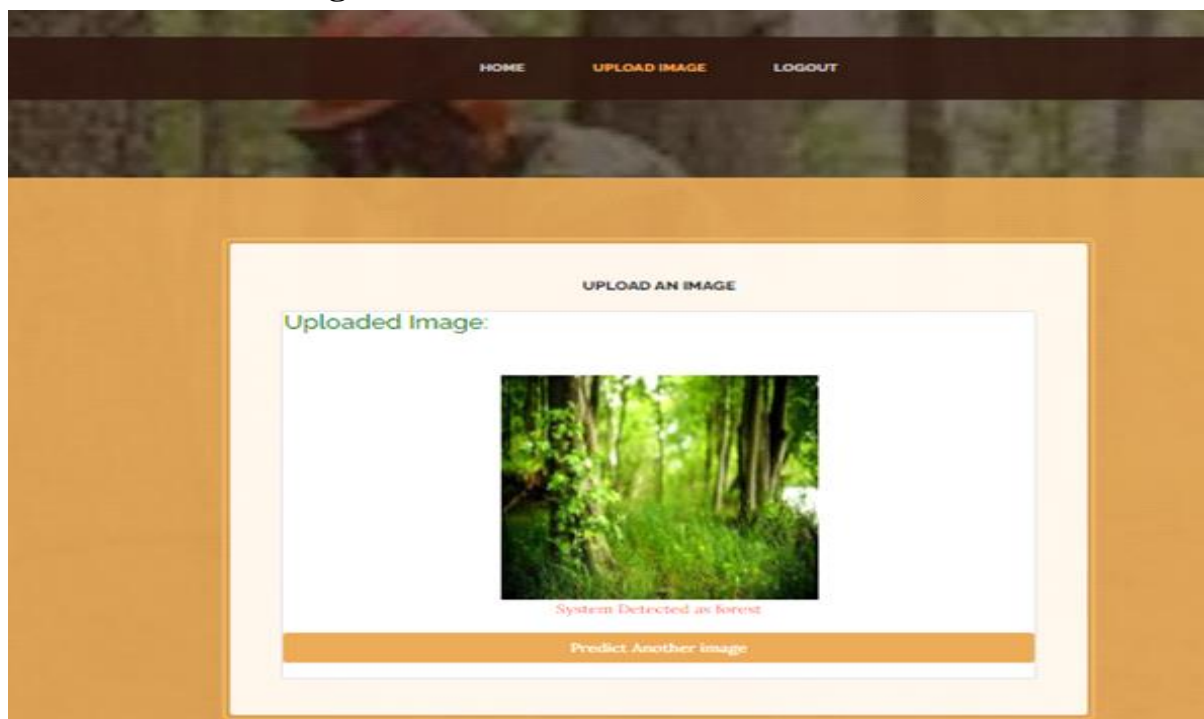 HOME UPLOAD IMAGE LOGOUT
UPLOAD AN IMAGE
Uploaded Image:
System Detected as forest
Predict Another image